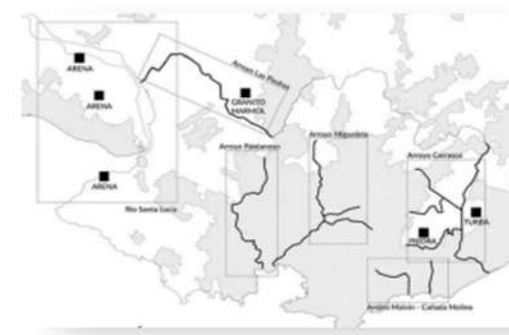 ARENA
Arroyo Las Piedras
ARENA
GRANITO
MARMOL
Arroyo Miguelete
Arroyo Pantanoso
Arroyo Carrasco
ARENA
Río Santa Lucía
TURBA
PIEDRA
Arroyo Malvín - Cañada Molina